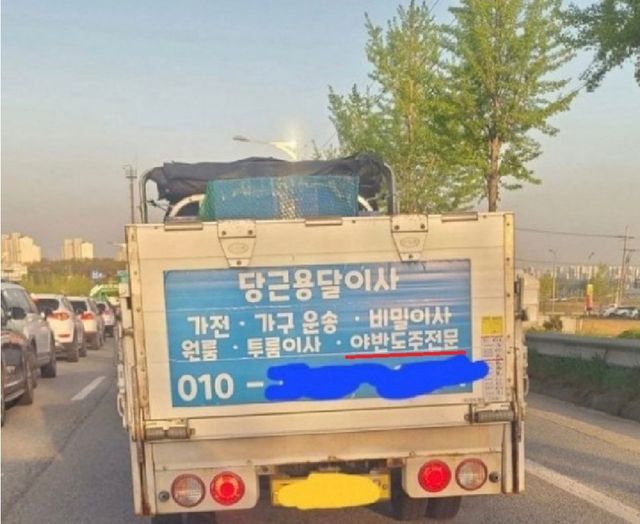 당근용달이사
가전 · 가구 운송 · 비밀이사
원룸 · 투룸이사 · 야반도주전문
010 -